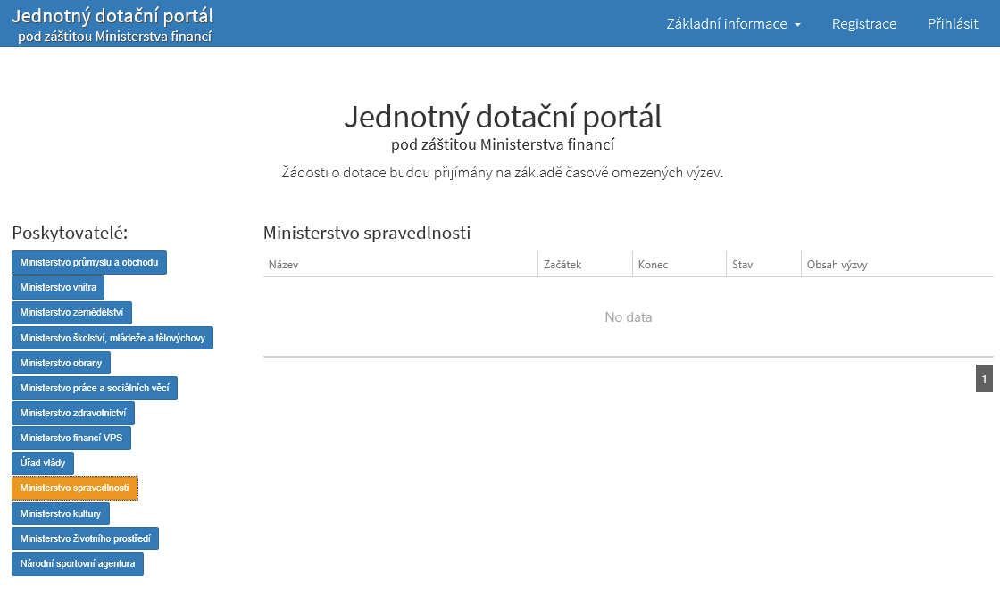 Jednotný dotační portál
pod záštitou Ministerstva financí
Základní informace
Registrace
Přihlásit
Jednotný dotační portál
pod záštitou Ministerstva financí
Žádosti o dotace budou přijímány na základě časově omezených výzev.
Poskytovatelé:
Ministerstvo průmyslu a obchodu
Ministerstvo vnitra
Ministerstvo zemědělství
Ministerstvo školství, mládeže a tělovýchovy
Ministerstvo obrany
Ministerstvo práce a sociálních věcí
Ministerstvo zdravotnictví
Ministerstvo financí VPS
Úřad vlády
Ministerstvo spravedlnosti
Ministerstvo kultury
Ministerstvo životního prostředí
Národní sportovní agentura
Ministerstvo spravedlnosti
Název Začátek Konec Stav Obsah výzvy
No data
1